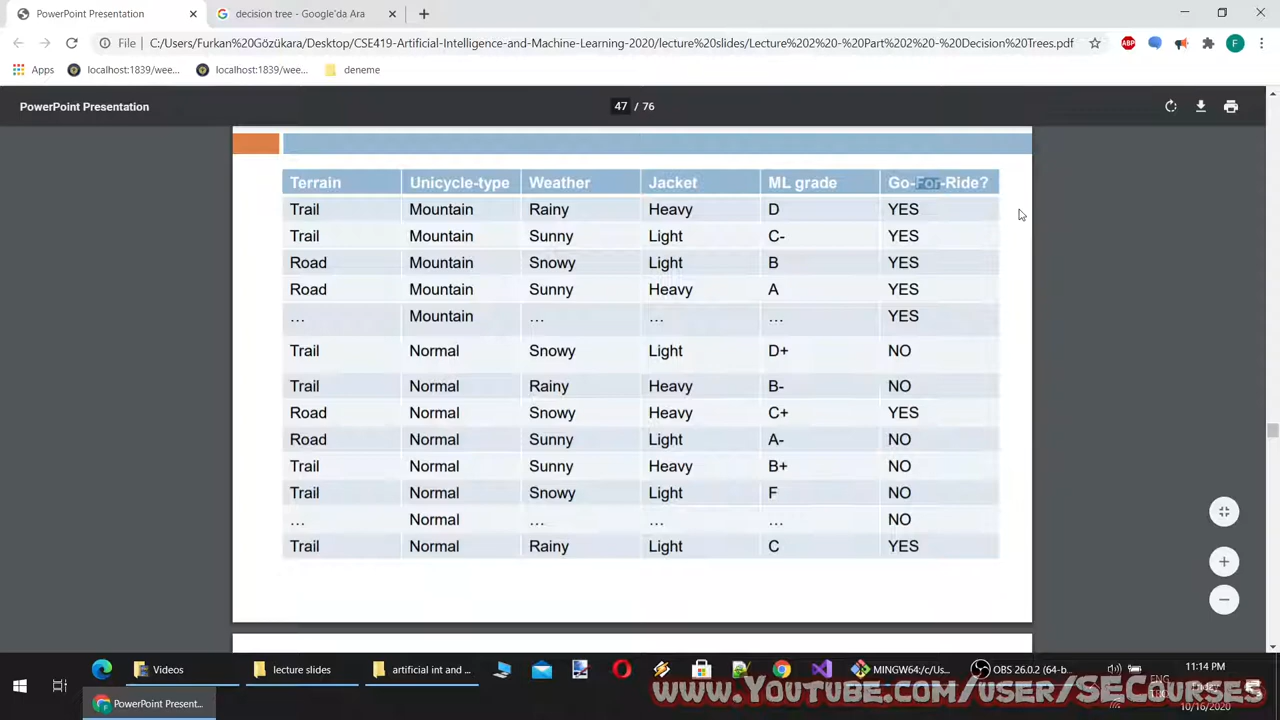 PowerPoint Presentation
decision tree - Google'da Ara
File
C:/Users/Furkan%20Gözükara/Desktop/CSE419-Artificial-Intelligence-and-Machine-Learning-2020/lecture%20slides/Lecture%202%20-%20Part%202%20-%20Decision%20Trees.pdf
ABP
F
Apps
localhost:1839/wee...
localhost:1839/wee...
deneme
PowerPoint Presentation
47 / 76
Terrain Unicycle-type Weather Jacket ML grade Go-For-Ride?
Trail Mountain Rainy Heavy D YES
Trail Mountain Sunny Light C- YES
Road Mountain Snowy Light B YES
Road Mountain Sunny Heavy A YES
… Mountain … … … YES
Trail Normal Snowy Light D+ NO
Trail Normal Rainy Heavy B- NO
Road Normal Snowy Heavy C+ YES
Road Normal Sunny Light A- NO
Trail Normal Sunny Heavy B+ NO
Trail Normal Snowy Light F NO
… Normal … … … NO
Trail Normal Rainy Light C YES
Videos
lecture slides
artificial int and ...
MINGW64:/c/Us...
OBS 26.0.2 (64-b...
ENG
11:14 PM
10/16/2020
PowerPoint Present...
www.Youtube.com/user/SECourses